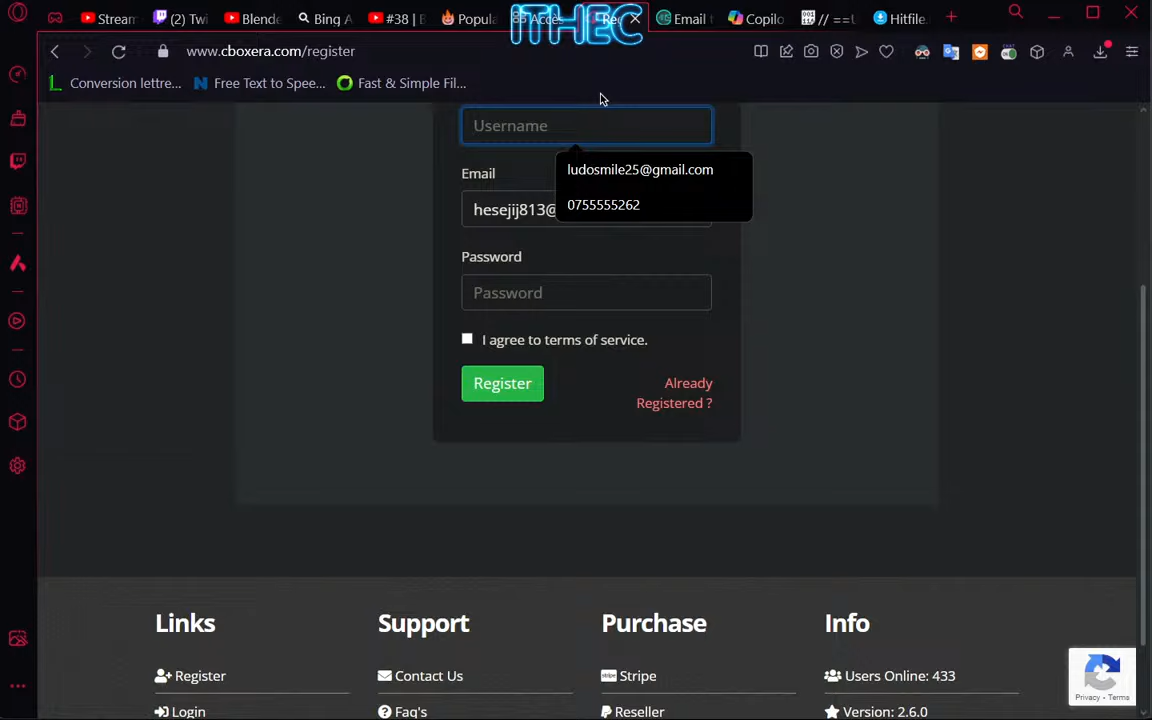 Stream
(2) Twi
Blende
Bing A
#38 | B
Popula
Acces
Re
Email t
Copilo
// ==U
Hitfile.
ITHEC
www.cboxera.com/register
Conversion lettre...
Free Text to Spee...
Fast & Simple Fil...
Username
ludosmile25@gmail.com
0755555262
Email
hesejij813@
Password
Password
I agree to terms of service.
Register
Already
Registered ?
Links
Support
Purchase
Info
Register
Contact Us
Stripe
Users Online: 433
Login
Faq's
Reseller
Version: 2.6.0
Privacy - Terms